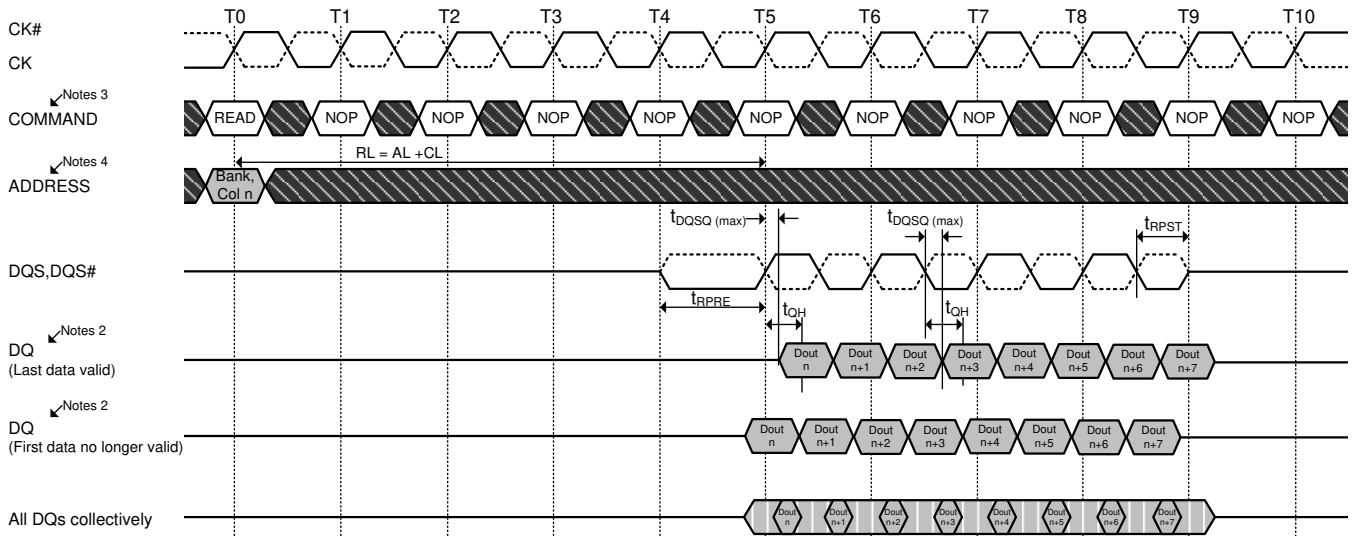 T0 T1 T2 T3 T4 T5 T6 T7 T8 T9 T10
CK#
CK
Notes 3
COMMAND
READ NOP NOP NOP NOP NOP NOP NOP NOP NOP NOP
RL = AL +CL
Notes 4
ADDRESS
Bank,
Col n
tDQSQ (max) tDQSQ (max) tRPST
DQS,DQS#
tRPRE tQH tQH
Notes 2
DQ
(Last data valid)
Dout Dout Dout Dout Dout Dout Dout Dout
n n+1 n+2 n+3 n+4 n+5 n+6 n+7
Notes 2
DQ
(First data no longer valid)
Dout Dout Dout Dout Dout Dout Dout Dout
n n+1 n+2 n+3 n+4 n+5 n+6 n+7
All DQs collectively
Dout Dout Dout Dout Dout Dout Dout Dout
n n+1 n+2 n+3 n+4 n+5 n+6 n+7